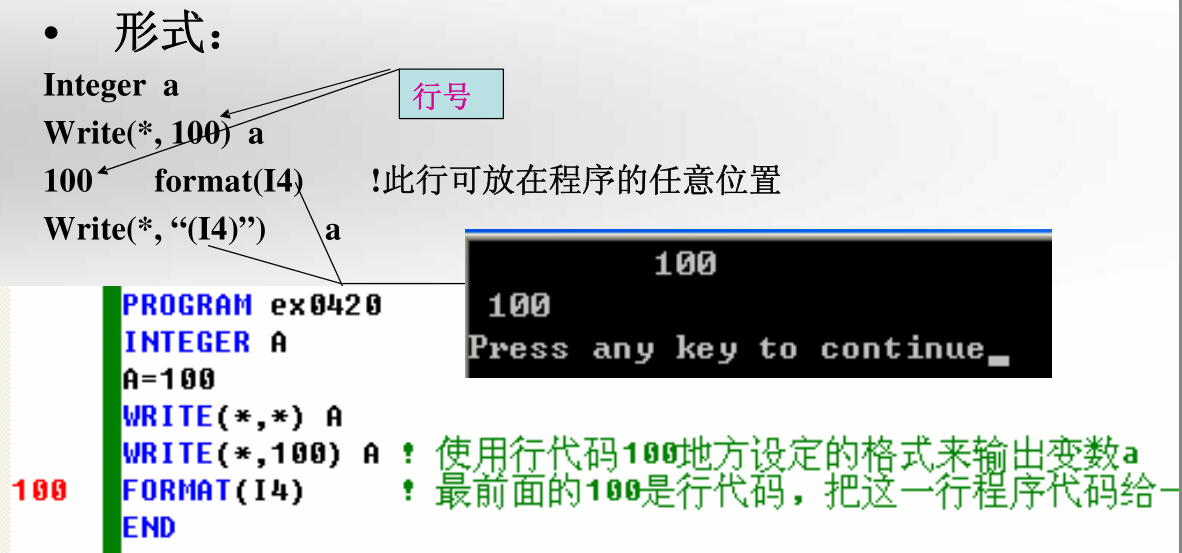 • 形式：
Integer a
行号
Write(*, 100) a
100 format(I4) !此行可放在程序的任意位置
Write(*, “(I4)”) a
100
100
Press any key to continue_
PROGRAM ex0420
INTEGER A
A=100
WRITE(*,*) A
WRITE(*,100) A ! 使用行代码100地方设定的格式来输出变数a
100 FORMAT(I4) ! 最前面的100是行代码，把这一行程序代码给一
END